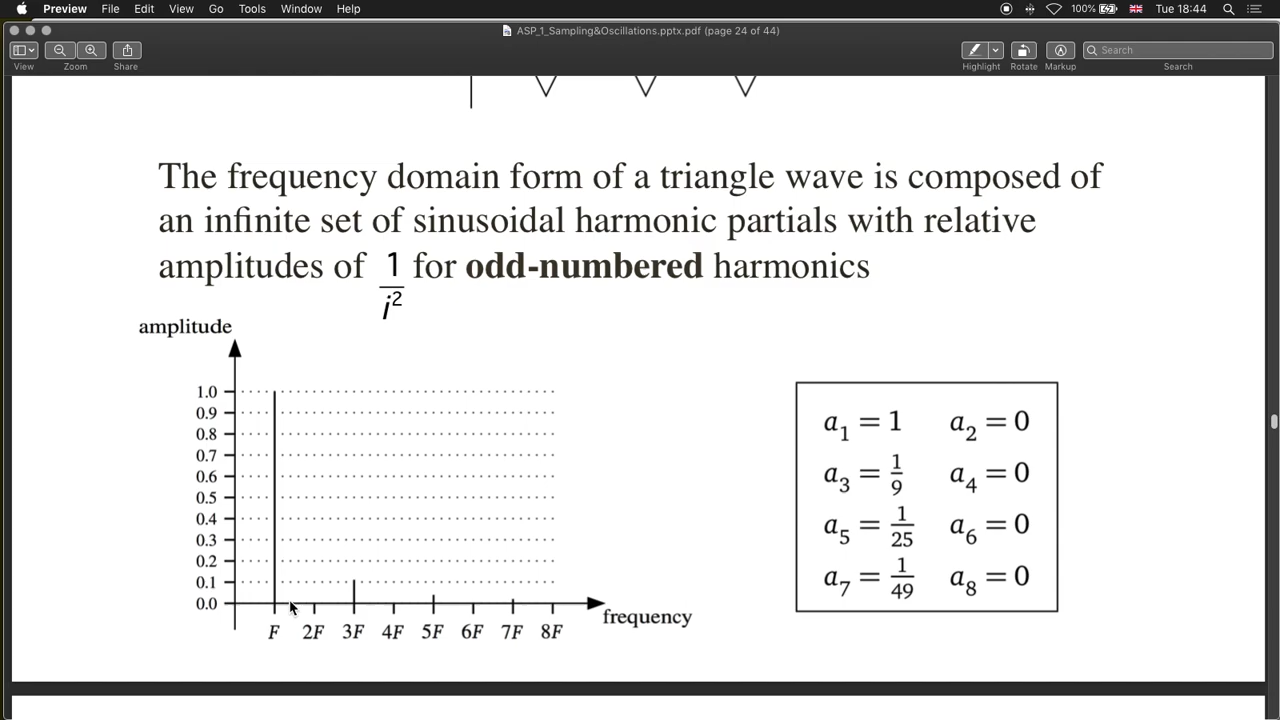 Preview File Edit View Go Tools Window Help 100% Tue 18:44
ASP_1_Sampling&Oscillations.pptx.pdf (page 24 of 44)
Search
View Zoom Share Highlight Rotate Markup Search
The frequency domain form of a triangle wave is composed of
an infinite set of sinusoidal harmonic partials with relative
amplitudes of 1/i² for odd-numbered harmonics
amplitude
1.0
0.9
0.8
0.7
0.6
0.5
0.4
0.3
0.2
0.1
0.0
frequency
F 2F 3F 4F 5F 6F 7F 8F
a₁ = 1 a₂ = 0
a₃ = 1/9 a₄ = 0
a₅ = 1/25 a₆ = 0
a₇ = 1/49 a₈ = 0